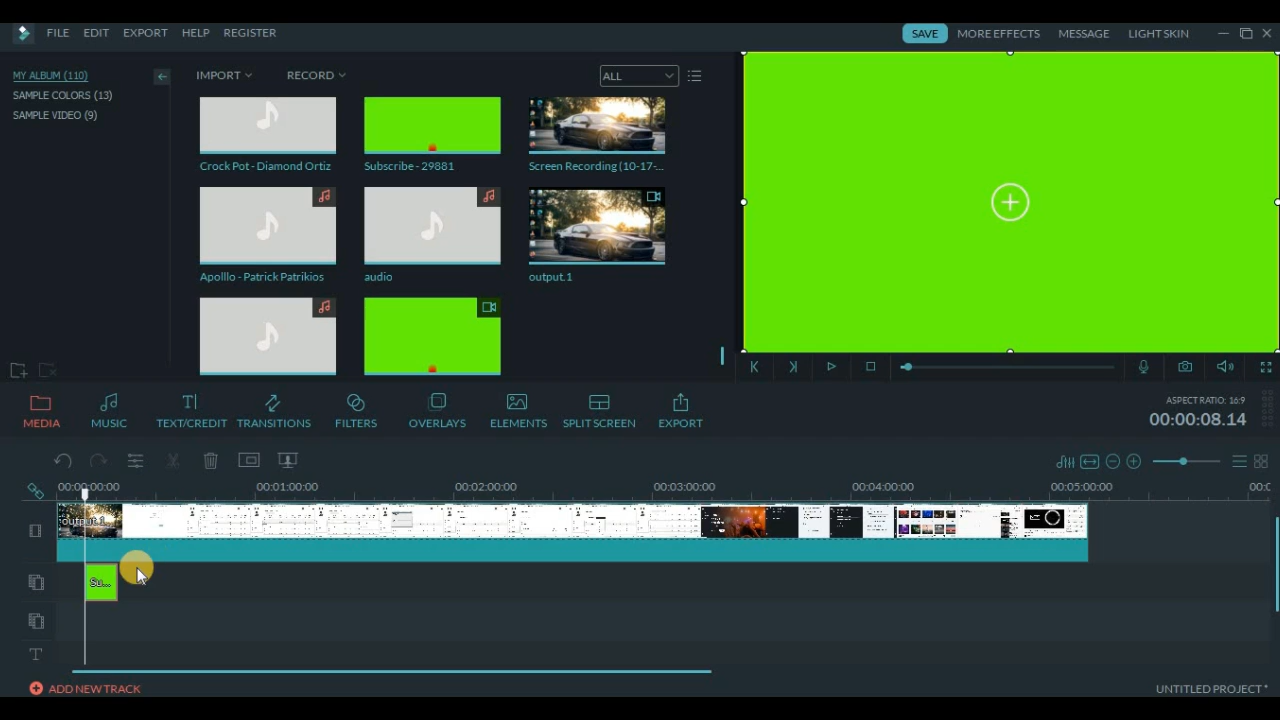 FILE EDIT EXPORT HELP REGISTER SAVE MORE EFFECTS MESSAGE LIGHT SKIN
MY ALBUM (110)
SAMPLE COLORS (13)
SAMPLE VIDEO (9)
IMPORT RECORD ALL
Crock Pot - Diamond Ortiz Subscribe - 29881 Screen Recording (10-17-...
Apolllo - Patrick Patrikios audio output.1
MEDIA MUSIC TEXT/CREDIT TRANSITIONS FILTERS OVERLAYS ELEMENTS SPLIT SCREEN EXPORT
ASPECT RATIO: 16:9
00:00:08.14
00:00:00:00 00:01:00:00 00:02:00:00 00:03:00:00 00:04:00:00 00:05:00:00
output.1
Su...
T
ADD NEW TRACK UNTITLED PROJECT *